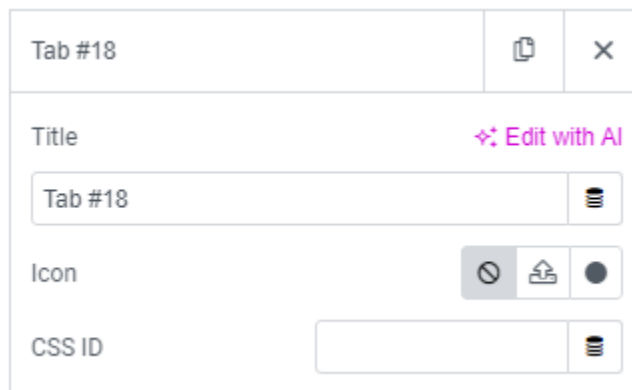 Tab #18
Title
Edit with AI
Tab #18
Icon
CSS ID